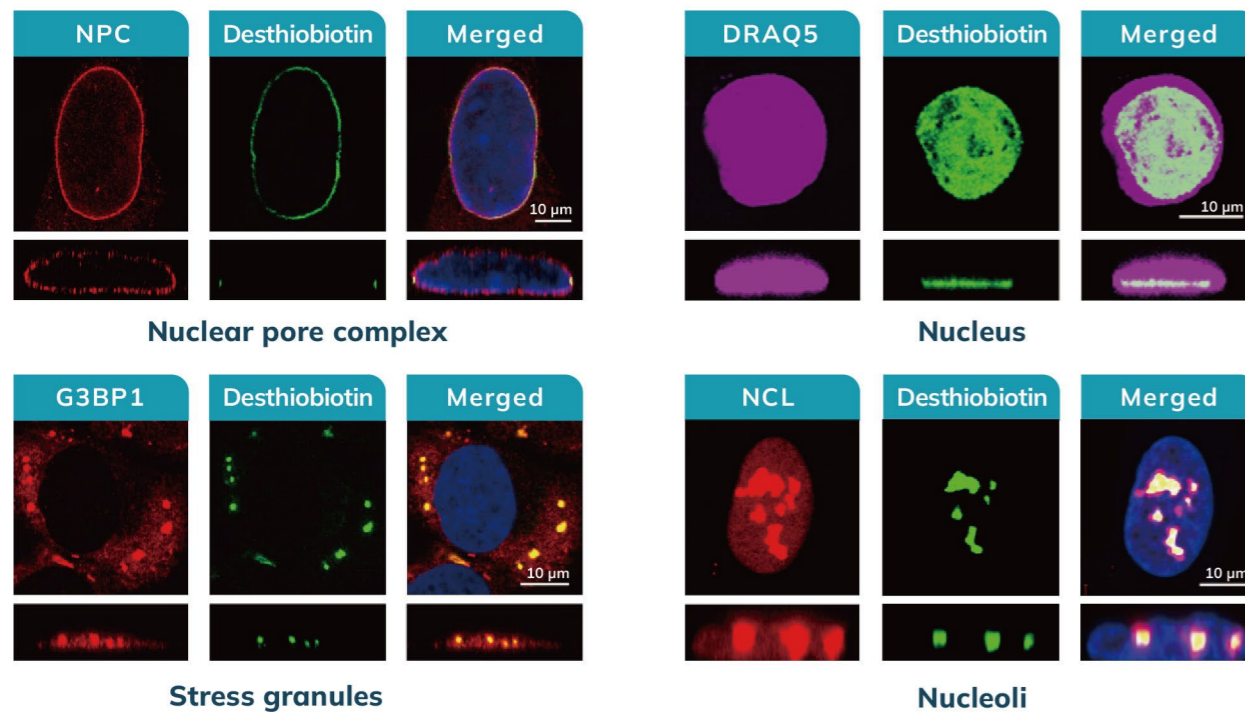 NPC Desthiobiotin Merged
10 μm
Nuclear pore complex
DRAQ5 Desthiobiotin Merged
10 μm
Nucleus
G3BP1 Desthiobiotin Merged
10 μm
Stress granules
NCL Desthiobiotin Merged
10 μm
Nucleoli